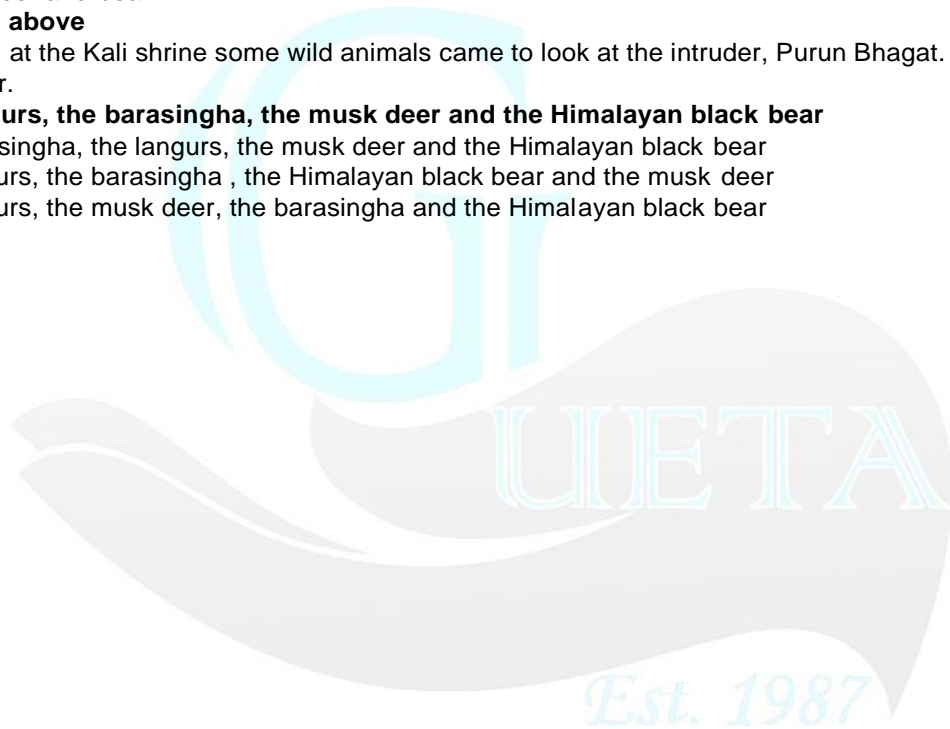 above
at the Kali shrine some wild animals came to look at the intruder, Purun Bhagat.
r.
urs, the barasingha, the musk deer and the Himalayan black bear
singha, the langurs, the musk deer and the Himalayan black bear
urs, the barasingha , the Himalayan black bear and the musk deer
urs, the musk deer, the barasingha and the Himalayan black bear
Gr
UETA
Est. 1987